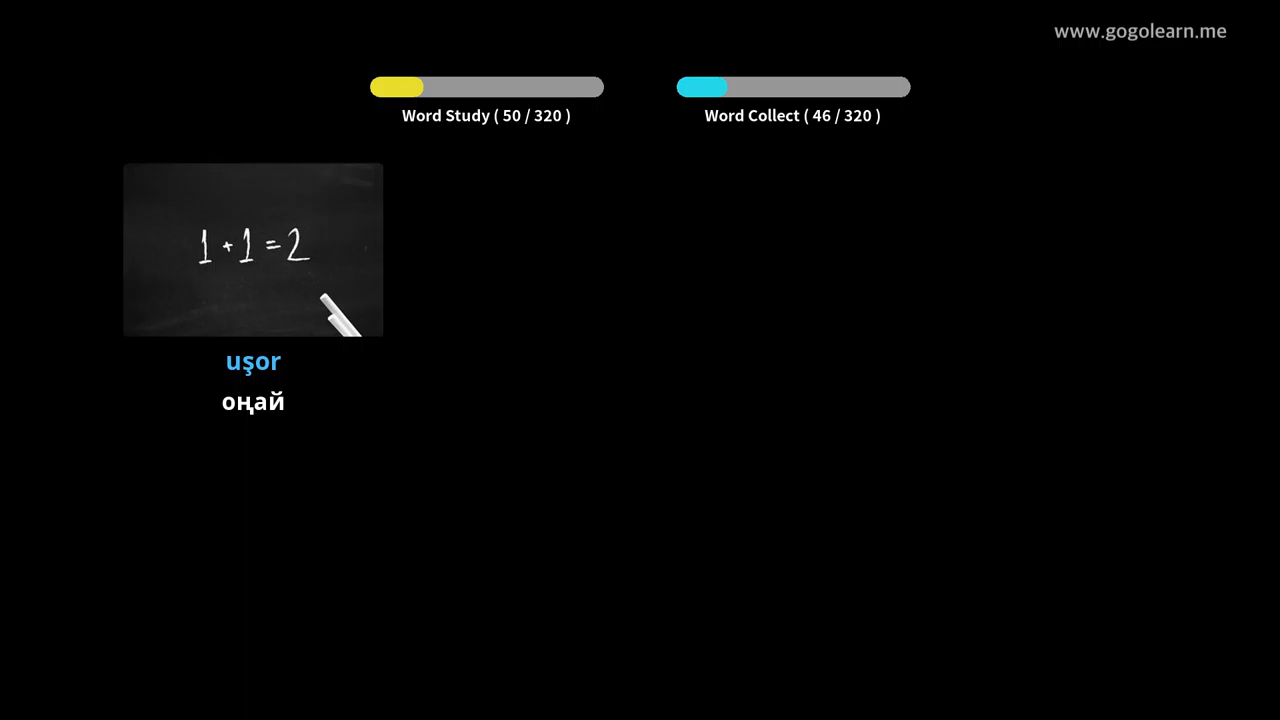 www.gogolearn.me
Word Study ( 50 / 320 )
Word Collect ( 46 / 320 )
1 + 1 = 2
uşor
оңай